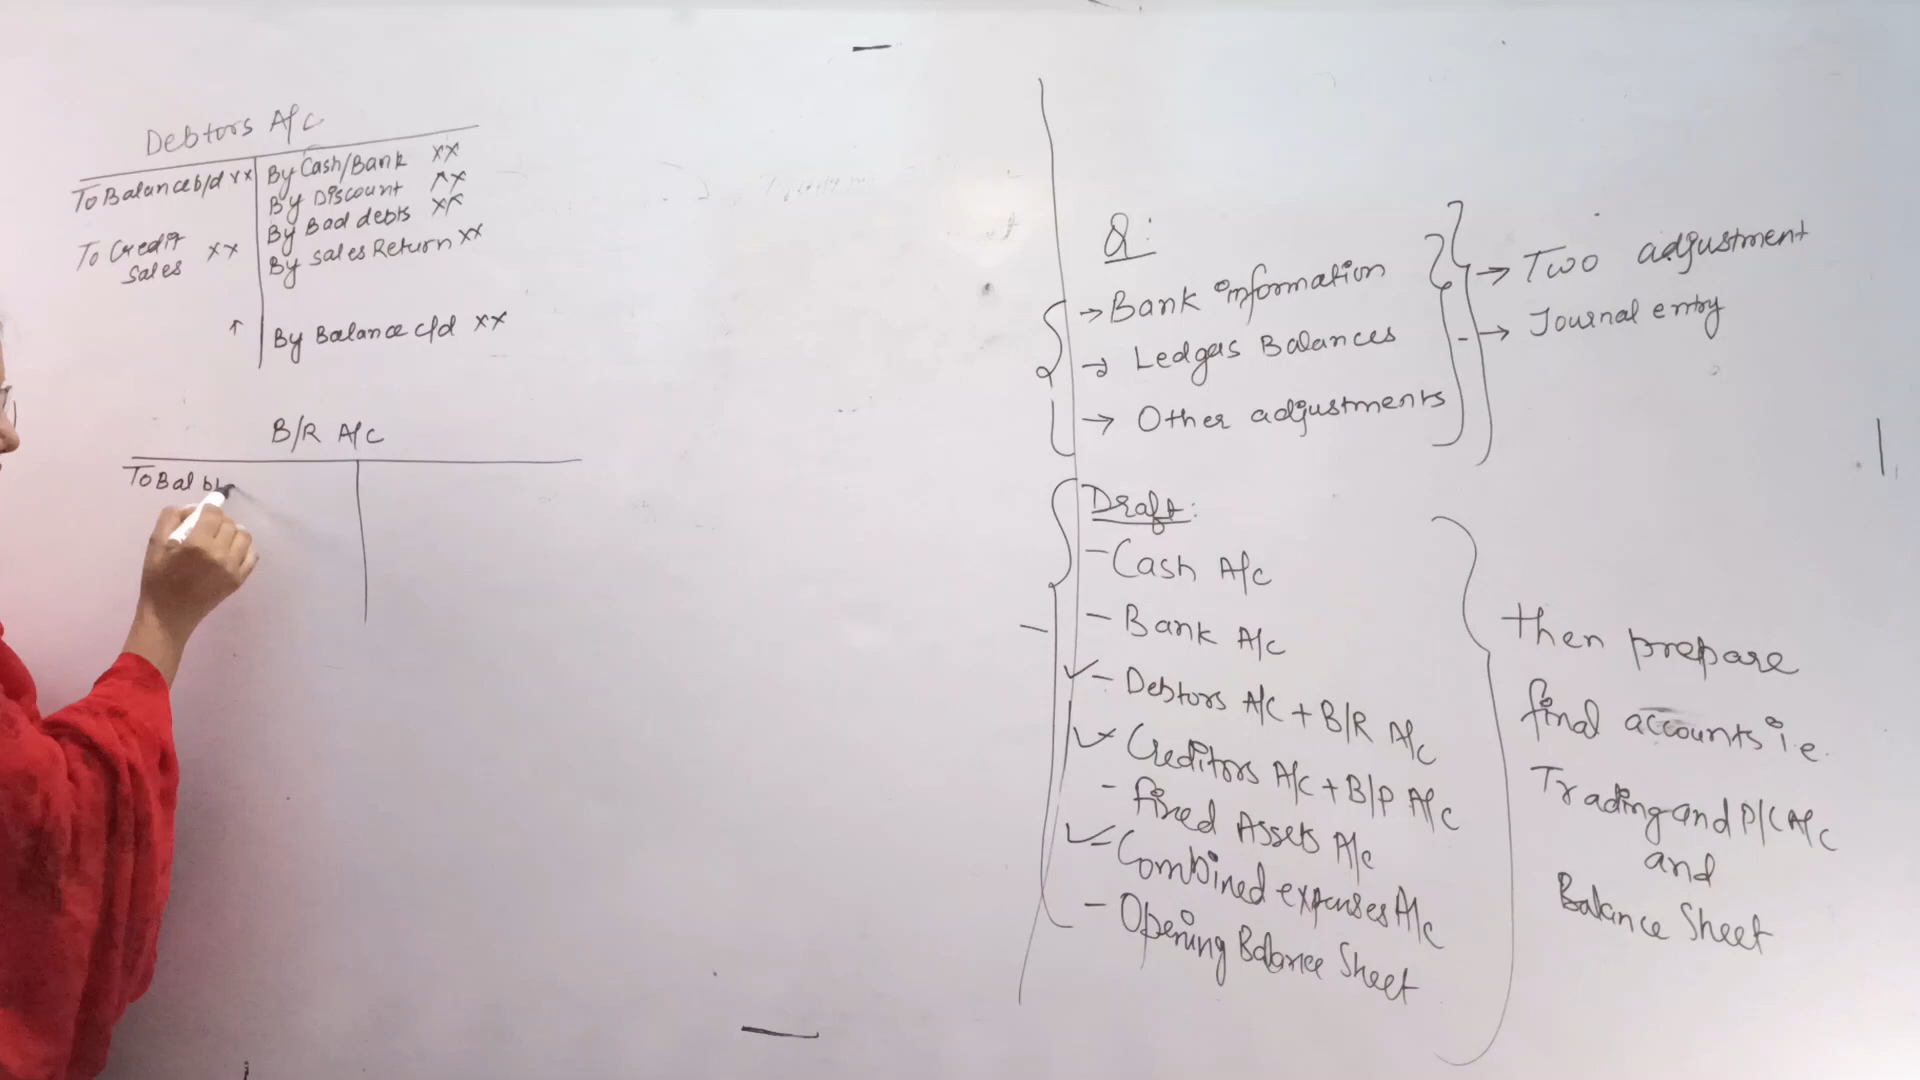 Debtors A/C
To Balance b/d xx
By Cash/Bank xx
By Discount xx
By Bad debts xx
To Credit
Sales xx
By Sales Return xx
By Balance c/d xx
B/R A/C
To Bal b/
Q:
→ Bank information
→ Ledgers Balances
→ Other adjustments
→ Two adjustment
→ Journal entry
Draft:
- Cash A/c
- Bank A/c
- Debtors A/C + B/R A/c
Creditors A/c + B/P A/c
- fixed Assets A/c
- Combined expenses A/c
- Opening Balance Sheet
then prepare
final accounts i.e.
Trading and P/L A/c
and
Balance Sheet